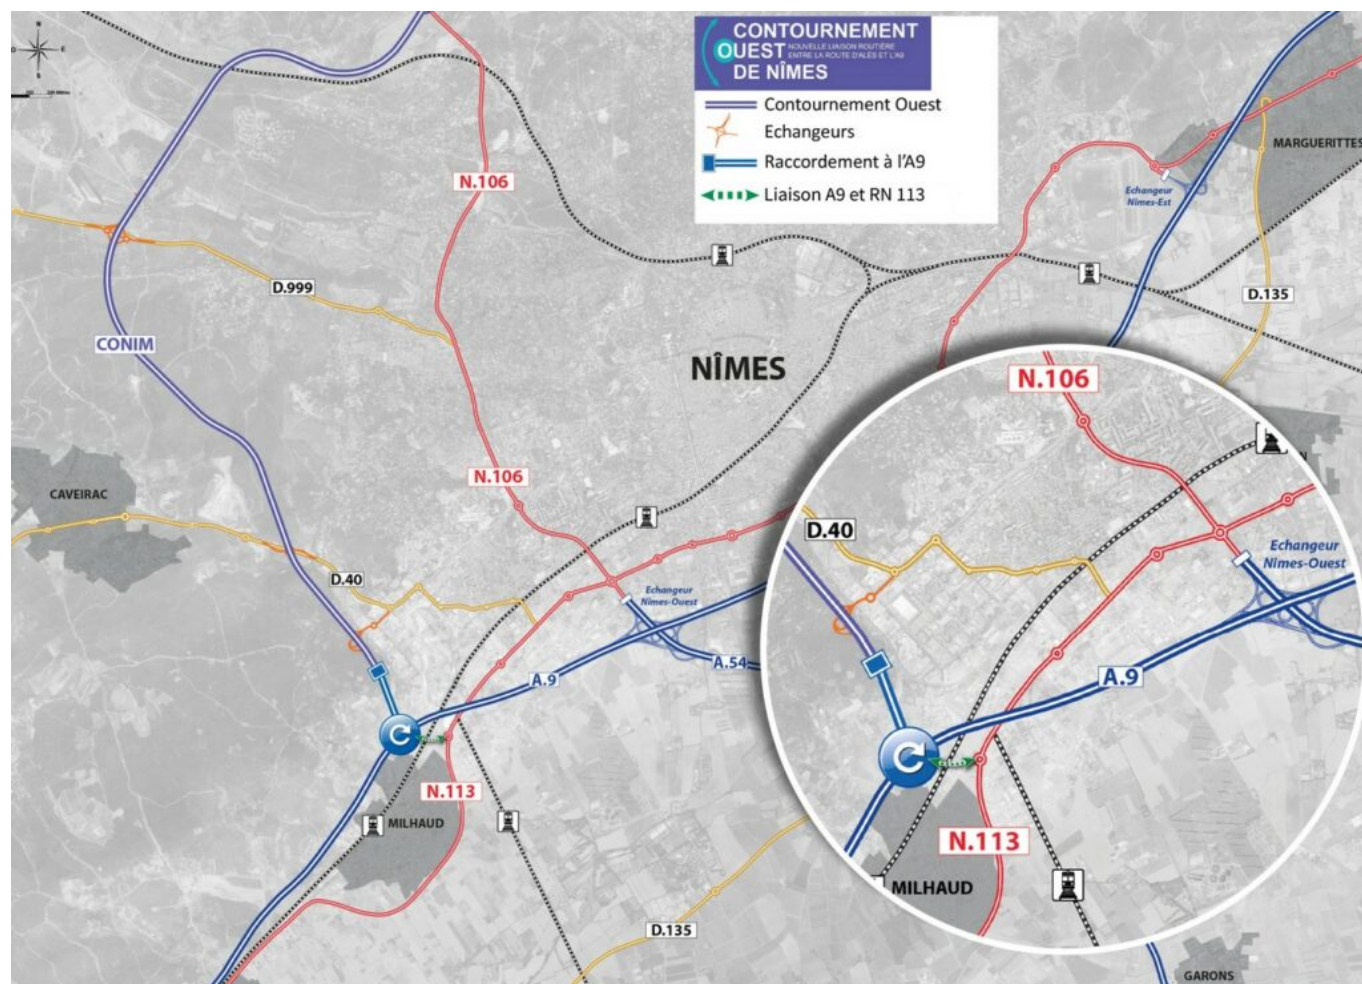 CONTOURNEMENT
OUEST NOUVELLE LIAISON ROUTIÈRE
ENTRE LA ROUTE D'ALÈS ET L'A9
DE NÎMES
Contournement Ouest
Echangeurs
Raccordement à l'A9
Liaison A9 et RN 113
N
E
S
MARGUERITTES
N.106
Echangeur
Nîmes-Est
D.999
D.135
CONIM
NÎMES
N.106
N.106
CAVEIRAC
D.40
D.40
Echangeur
Nîmes-Ouest
Echangeur
Nîmes-Ouest
A.54
A.9
A.9
N.113
MILHAUD
N.113
MILHAUD
D.135
GARONS